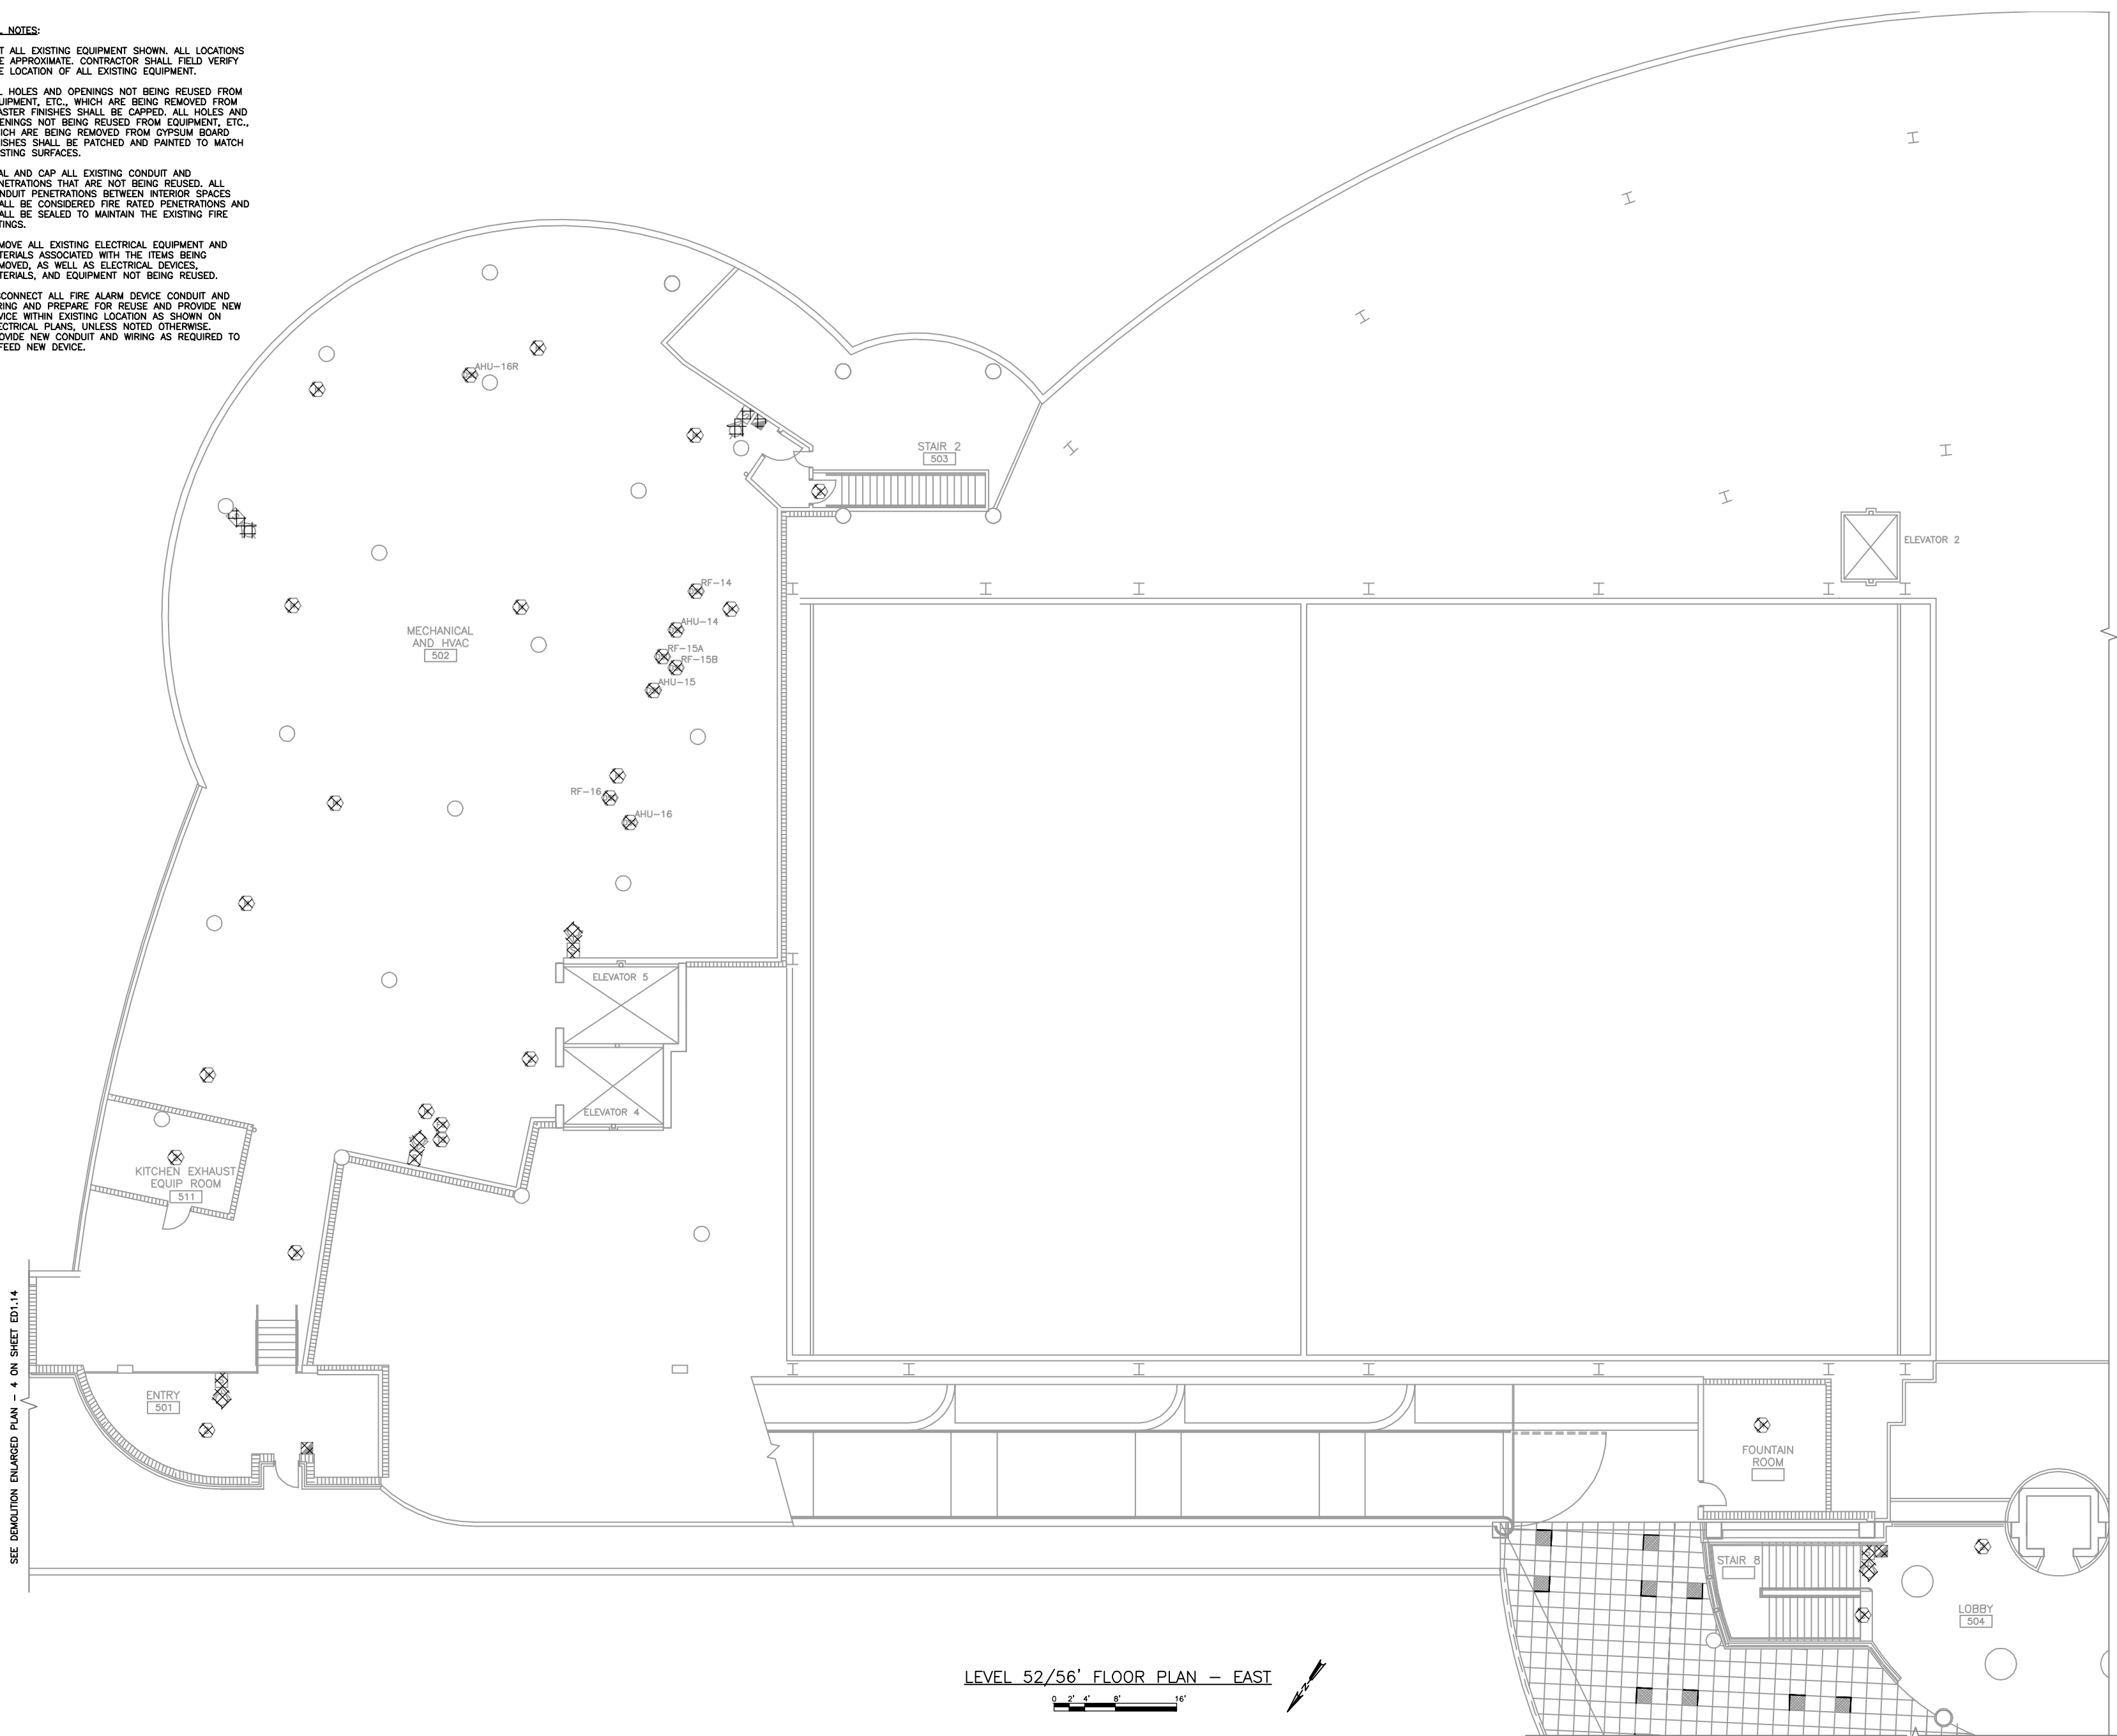 NOTES:
ALL EXISTING EQUIPMENT SHOWN. ALL LOCATIONS
APPROXIMATE. CONTRACTOR SHALL FIELD VERIFY
LOCATION OF ALL EXISTING EQUIPMENT.
HOLES AND OPENINGS NOT BEING REUSED FROM
UIPMENT, ETC., WHICH ARE BEING REMOVED FROM
ASTER FINISHES SHALL BE CAPPED. ALL HOLES AND
ENINGS NOT BEING REUSED FROM EQUIPMENT, ETC.,
ICH ARE BEING REMOVED FROM GYPSUM BOARD
ISHES SHALL BE PATCHED AND PAINTED TO MATCH
ISTING SURFACES.
AL AND CAP ALL EXISTING CONDUIT AND
NETRATIONS THAT ARE NOT BEING REUSED. ALL
NDUIT PENETRATIONS BETWEEN INTERIOR SPACES
ALL BE CONSIDERED FIRE RATED PENETRATIONS AND
ALL BE SEALED TO MAINTAIN THE EXISTING FIRE
TINGS.
MOVE ALL EXISTING ELECTRICAL EQUIPMENT AND
TERIALS ASSOCIATED WITH THE ITEMS BEING
MOVED, AS WELL AS ELECTRICAL DEVICES,
TERIALS, AND EQUIPMENT NOT BEING REUSED.
SCONNECT ALL FIRE ALARM DEVICE CONDUIT AND
RING AND PREPARE FOR REUSE AND PROVIDE NEW
VICE WITHIN EXISTING LOCATION AS SHOWN ON
ECTRICAL PLANS, UNLESS NOTED OTHERWISE.
OVIDE NEW CONDUIT AND WIRING AS REQUIRED TO
FEED NEW DEVICE.
AHU-16R
STAIR 2
503
ELEVATOR 2
RF-14
AHU-14
MECHANICAL
AND HVAC
502
RF-15A
RF-15B
AHU-15
RF-16
AHU-16
ELEVATOR 5
ELEVATOR 4
KITCHEN EXHAUST
EQUIP ROOM
511
SEE DEMOLITION ENLARGED PLAN - 4 ON SHEET ED1.14
ENTRY
501
FOUNTAIN
ROOM
STAIR 8
LOBBY
504
LEVEL 52/56' FLOOR PLAN - EAST
N
0 2' 4' 8' 16'